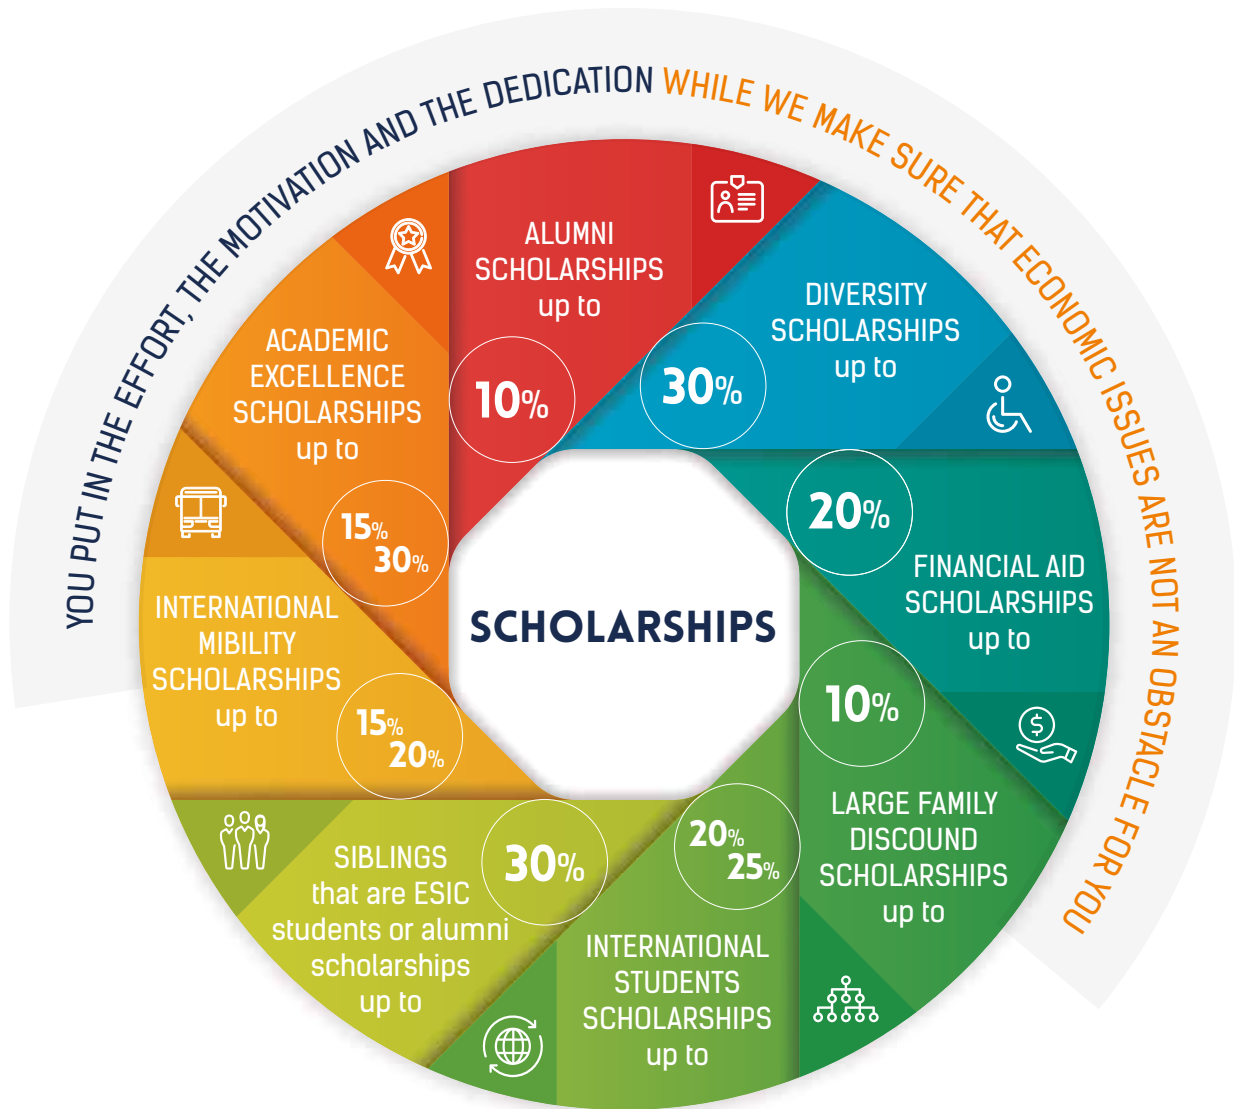 YOU PUT IN THE EFFORT, THE MOTIVATION AND THE DEDICATION WHILE WE MAKE SURE THAT ECONOMIC ISSUES ARE NOT AN OBSTACLE FOR YOU
ALUMNI
SCHOLARSHIPS
up to
10%
DIVERSITY
SCHOLARSHIPS
up to
30%
20%
FINANCIAL AID
SCHOLARSHIPS
up to
10%
LARGE FAMILY
DISCOUND
SCHOLARSHIPS
up to
20%
25%
INTERNATIONAL
STUDENTS
SCHOLARSHIPS
up to
30%
SIBLINGS
that are ESIC
students or alumni
scholarships
up to
INTERNATIONAL
MIBILITY
SCHOLARSHIPS
up to
15%
20%
ACADEMIC
EXCELLENCE
SCHOLARSHIPS
up to
15%
30%
SCHOLARSHIPS
$